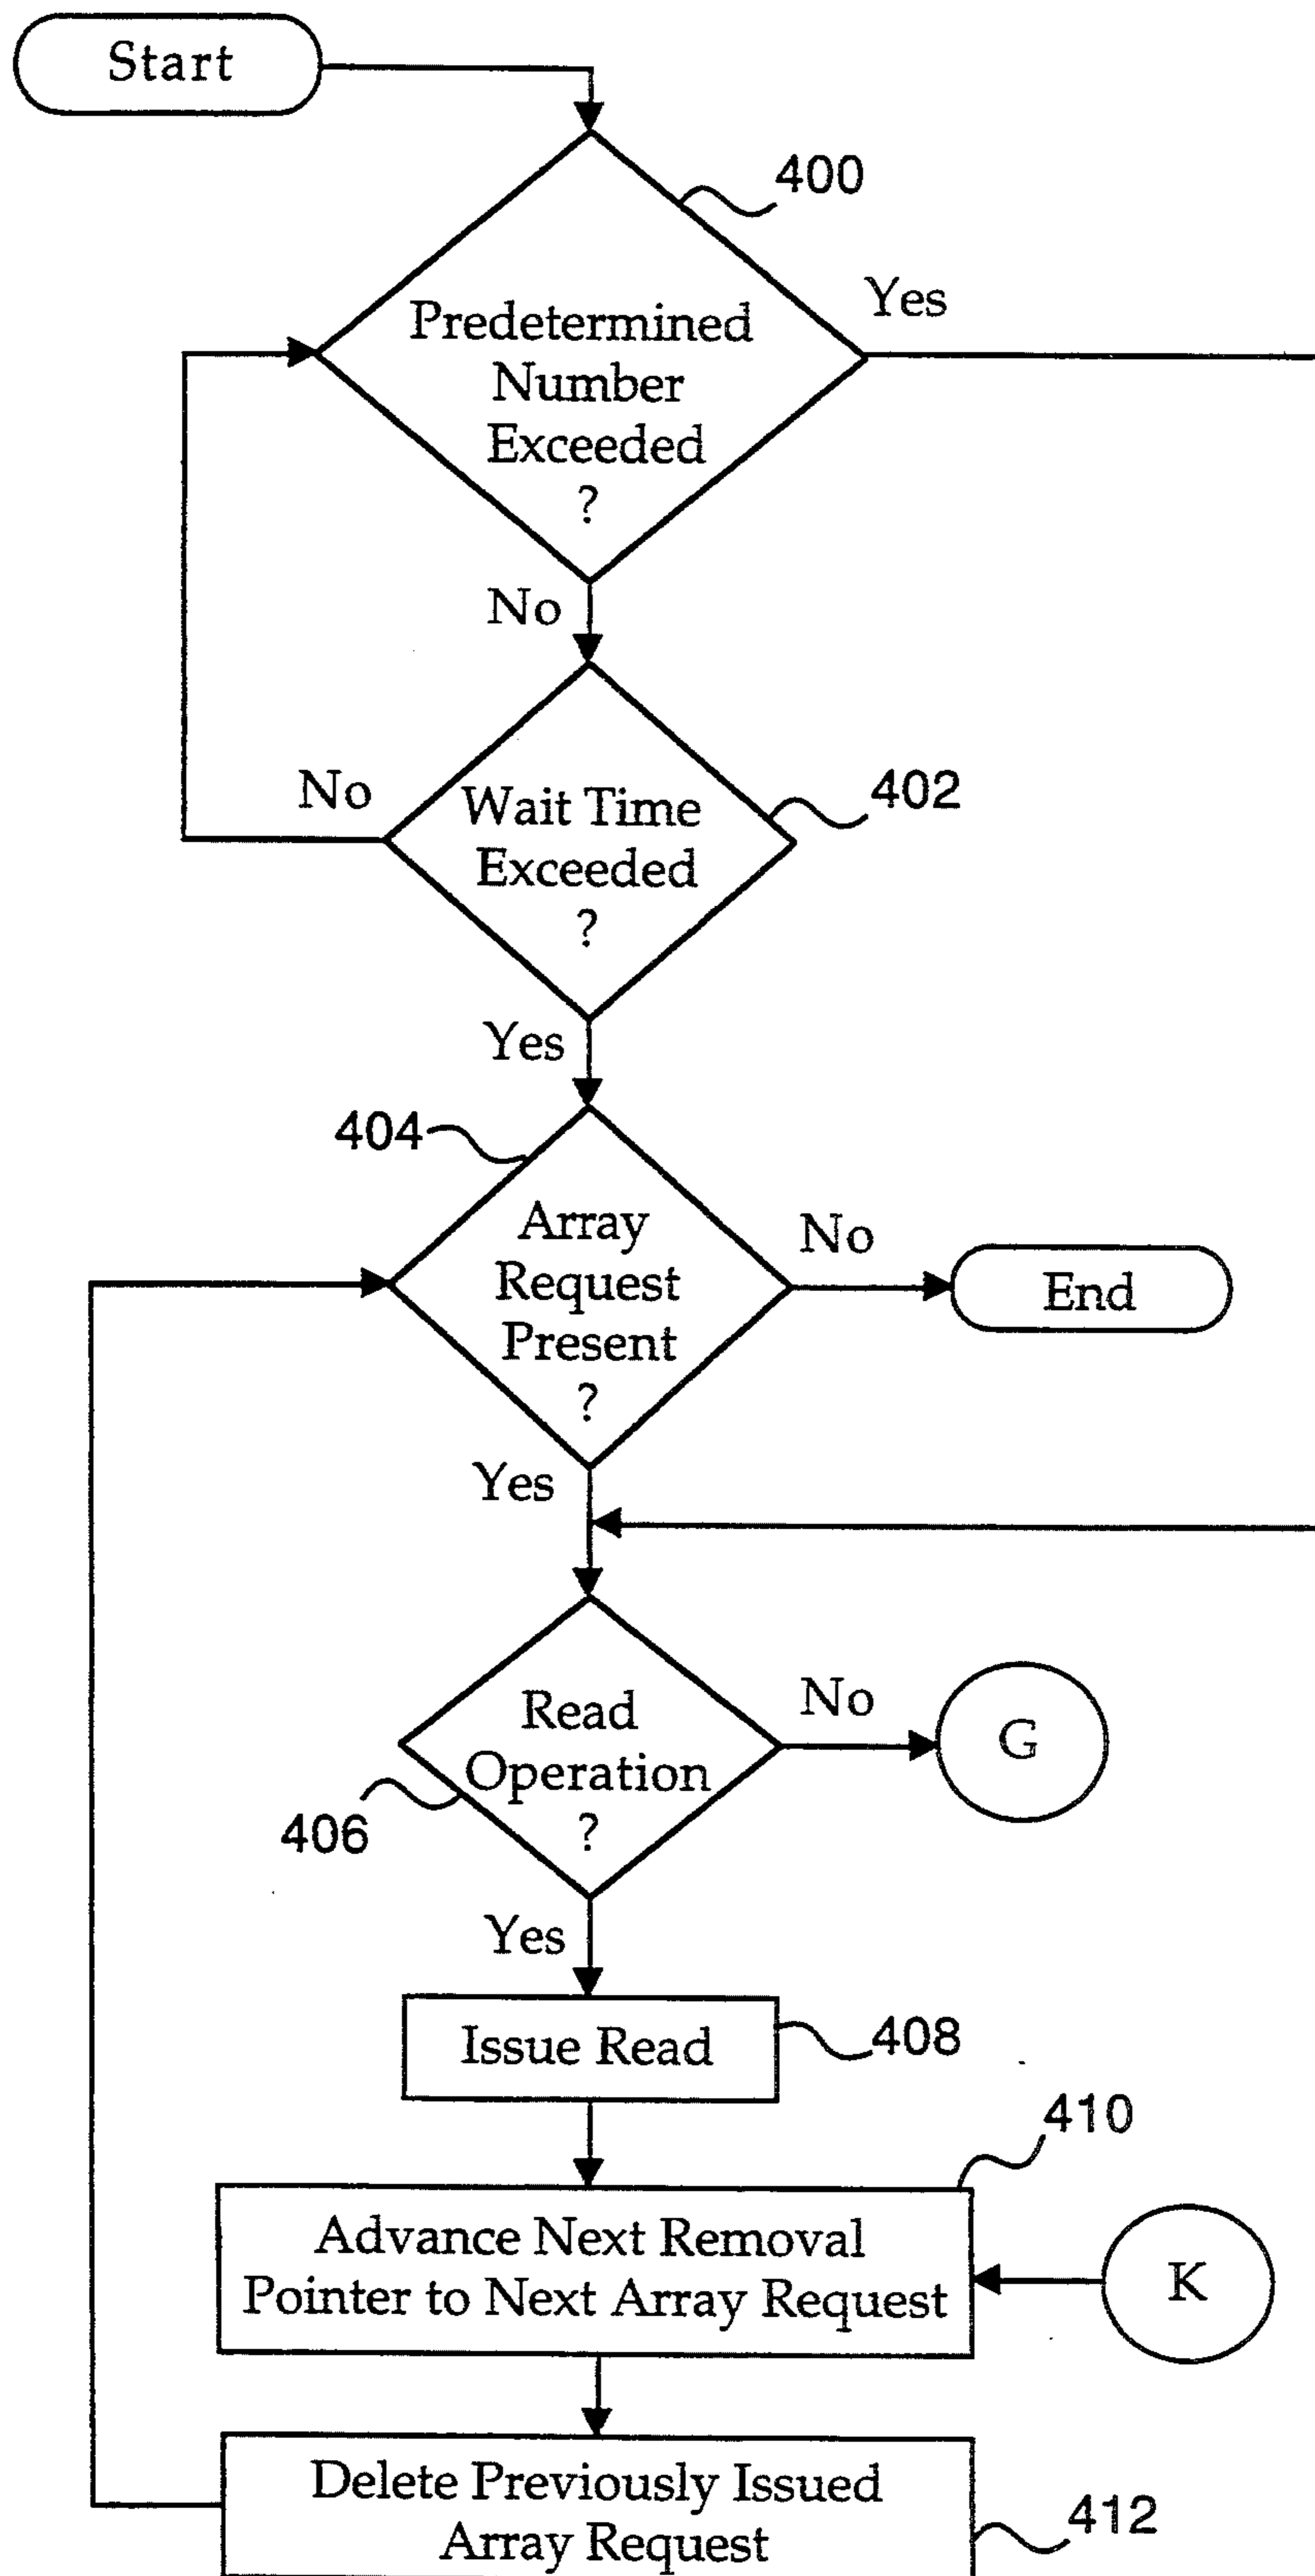 Start
400
Predetermined
Number
Exceeded
?
Yes
No
402
Wait Time
Exceeded
?
No
Yes
404
Array
Request
Present
?
No
End
Yes
Read
Operation
?
No
G
406
Yes
Issue Read
408
410
Advance Next Removal
Pointer to Next Array Request
K
Delete Previously Issued
Array Request
412